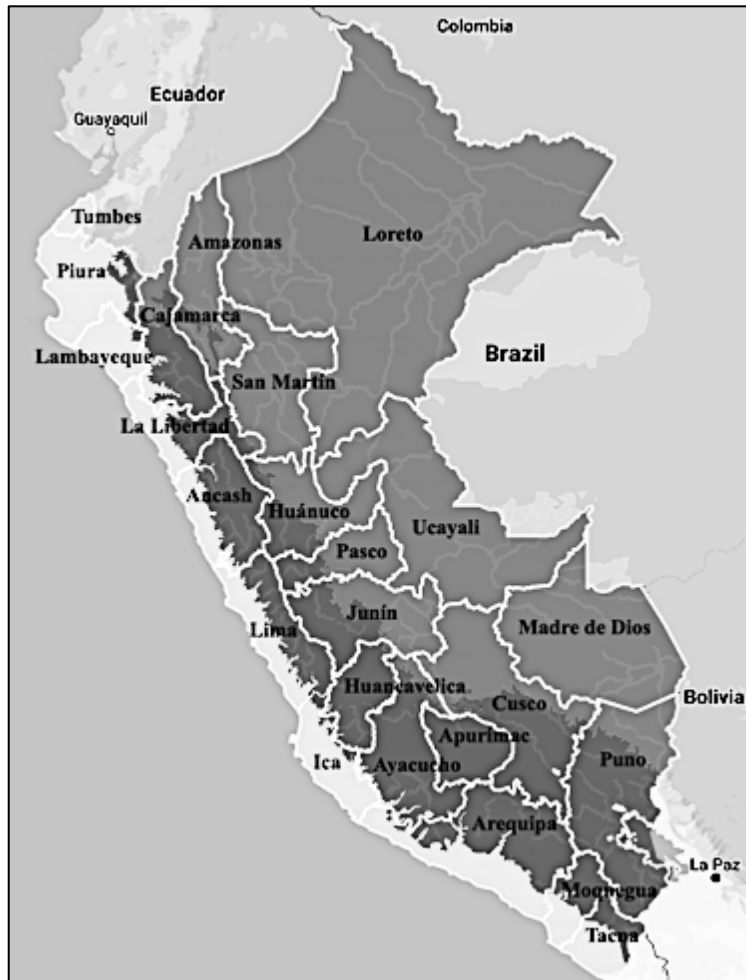 Colombia
Ecuador
Guayaquil
Tumbes
Amazonas
Loreto
Piura
Cajamarca
Lambayeque
Brazil
San Martin
La Libertad
Ancash
Huánuco
Ucayali
Pasco
Junín
Madre de Dios
Lima
Huancavelica
Cusco
Bolivia
Apurímac
Ica
Ayacucho
Puno
Arequipa
La Paz
Moquegua
Tacna